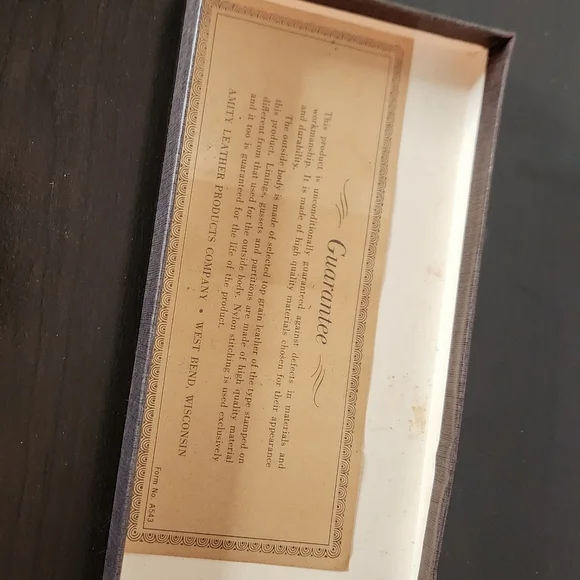 Guarantee
This product is unconditionally guaranteed against defects in materials and
workmanship. It is made of high quality materials chosen for their appearance
and durability.
The outside body is made of selected top grain leather of the type stamped on
this product. Linings, gussets and partitions are made of high quality material
different from that used for the outside body. Nylon stitching is used exclusively
and it too is guaranteed for the life of the product.
AMITY LEATHER PRODUCTS COMPANY • WEST BEND, WISCONSIN
Form No. A543